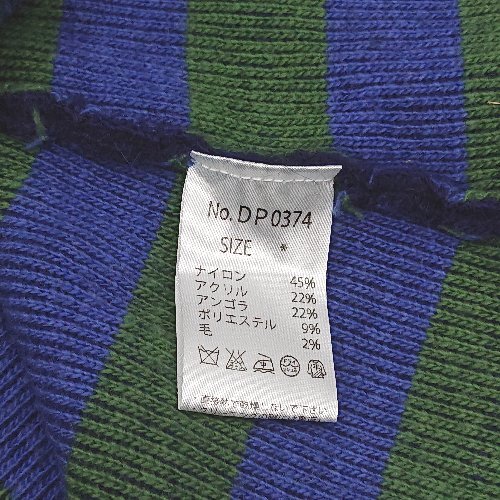 No. DP0374
SIZE *
ナイロン 45%
アクリル 22%
アンゴラ 22%
ポリエステル 9%
毛 2%